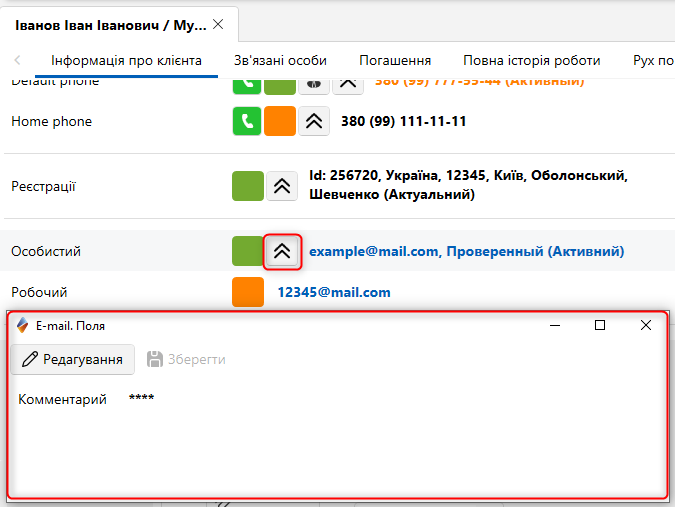 Іванов Іван Іванович / Му...
Інформація про клієнта Зв'язані особи Погашення Повна історія роботи Рух по
Default phone 380 (99) 777-55-44 (Активный)
Home phone 380 (99) 111-11-11
Реєстрації Id: 256720, Україна, 12345, Київ, Оболонський,
Шевченко (Актуальний)
Особистий example@mail.com, Проверенный (Активний)
Робочий 12345@mail.com
E-mail. Поля
Редагування Зберегти
Комментарий ****